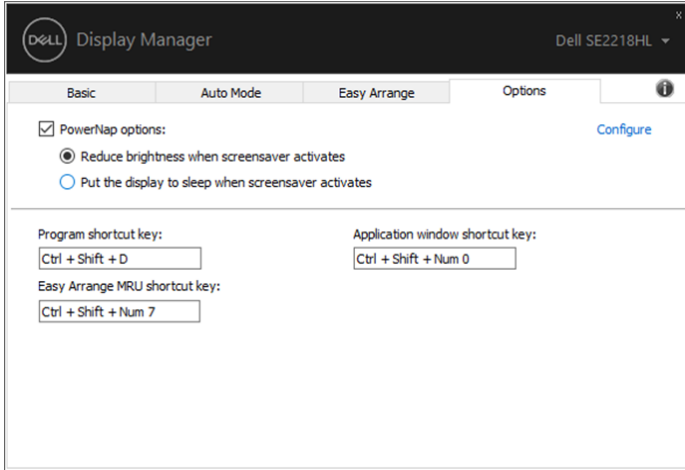 x
DELL Display Manager
Dell SE2218HL
Basic
Auto Mode
Easy Arrange
Options
i
PowerNap options:
Configure
Reduce brightness when screensaver activates
Put the display to sleep when screensaver activates
Program shortcut key:
Application window shortcut key:
Ctrl + Shift + D
Ctrl + Shift + Num 0
Easy Arrange MRU shortcut key:
Ctrl + Shift + Num 7